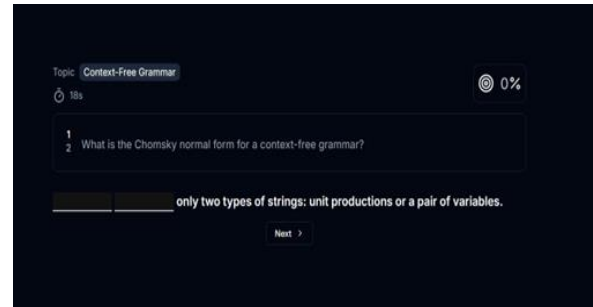 Topic Context-Free Grammar
0%
18s
1
2
What is the Chomsky normal form for a context-free grammar?
only two types of strings: unit productions or a pair of variables.
Next >